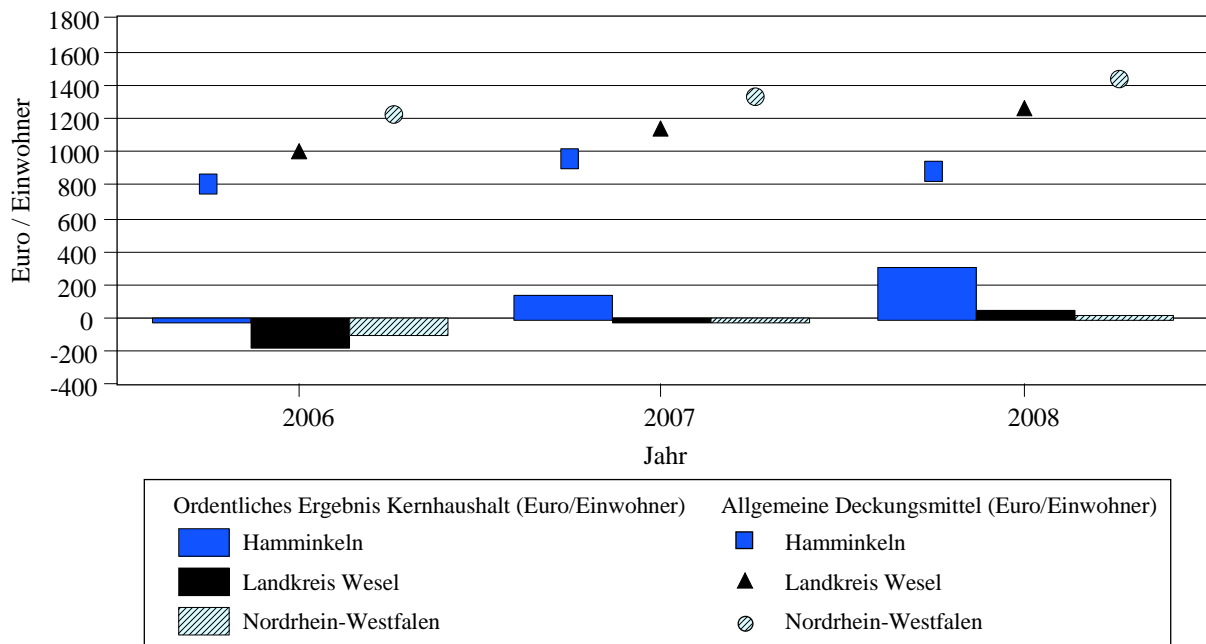 1800
1600
1400
1200
1000
800
600
400
200
0
-200
-400
Euro / Einwohner
2006 2007 2008
Jahr
Ordentliches Ergebnis Kernhaushalt (Euro/Einwohner) Allgemeine Deckungsmittel (Euro/Einwohner)
Hamminkeln Hamminkeln
Landkreis Wesel Landkreis Wesel
Nordrhein-Westfalen Nordrhein-Westfalen